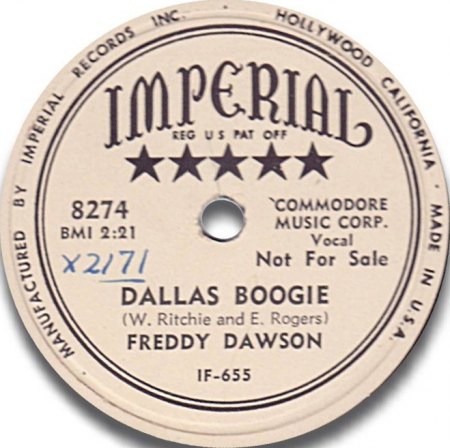 MANUFACTURED BY IMPERIAL RECORDS INC. • HOLLYWOOD CALIFORNIA • MADE IN U.S.A.
IMPERIAL
REG U S PAT OFF
8274
BMI 2:21
X2171
COMMODORE
MUSIC CORP.
Vocal
Not For Sale
DALLAS BOOGIE
(W. Ritchie and E. Rogers)
FREDDY DAWSON
IF-655